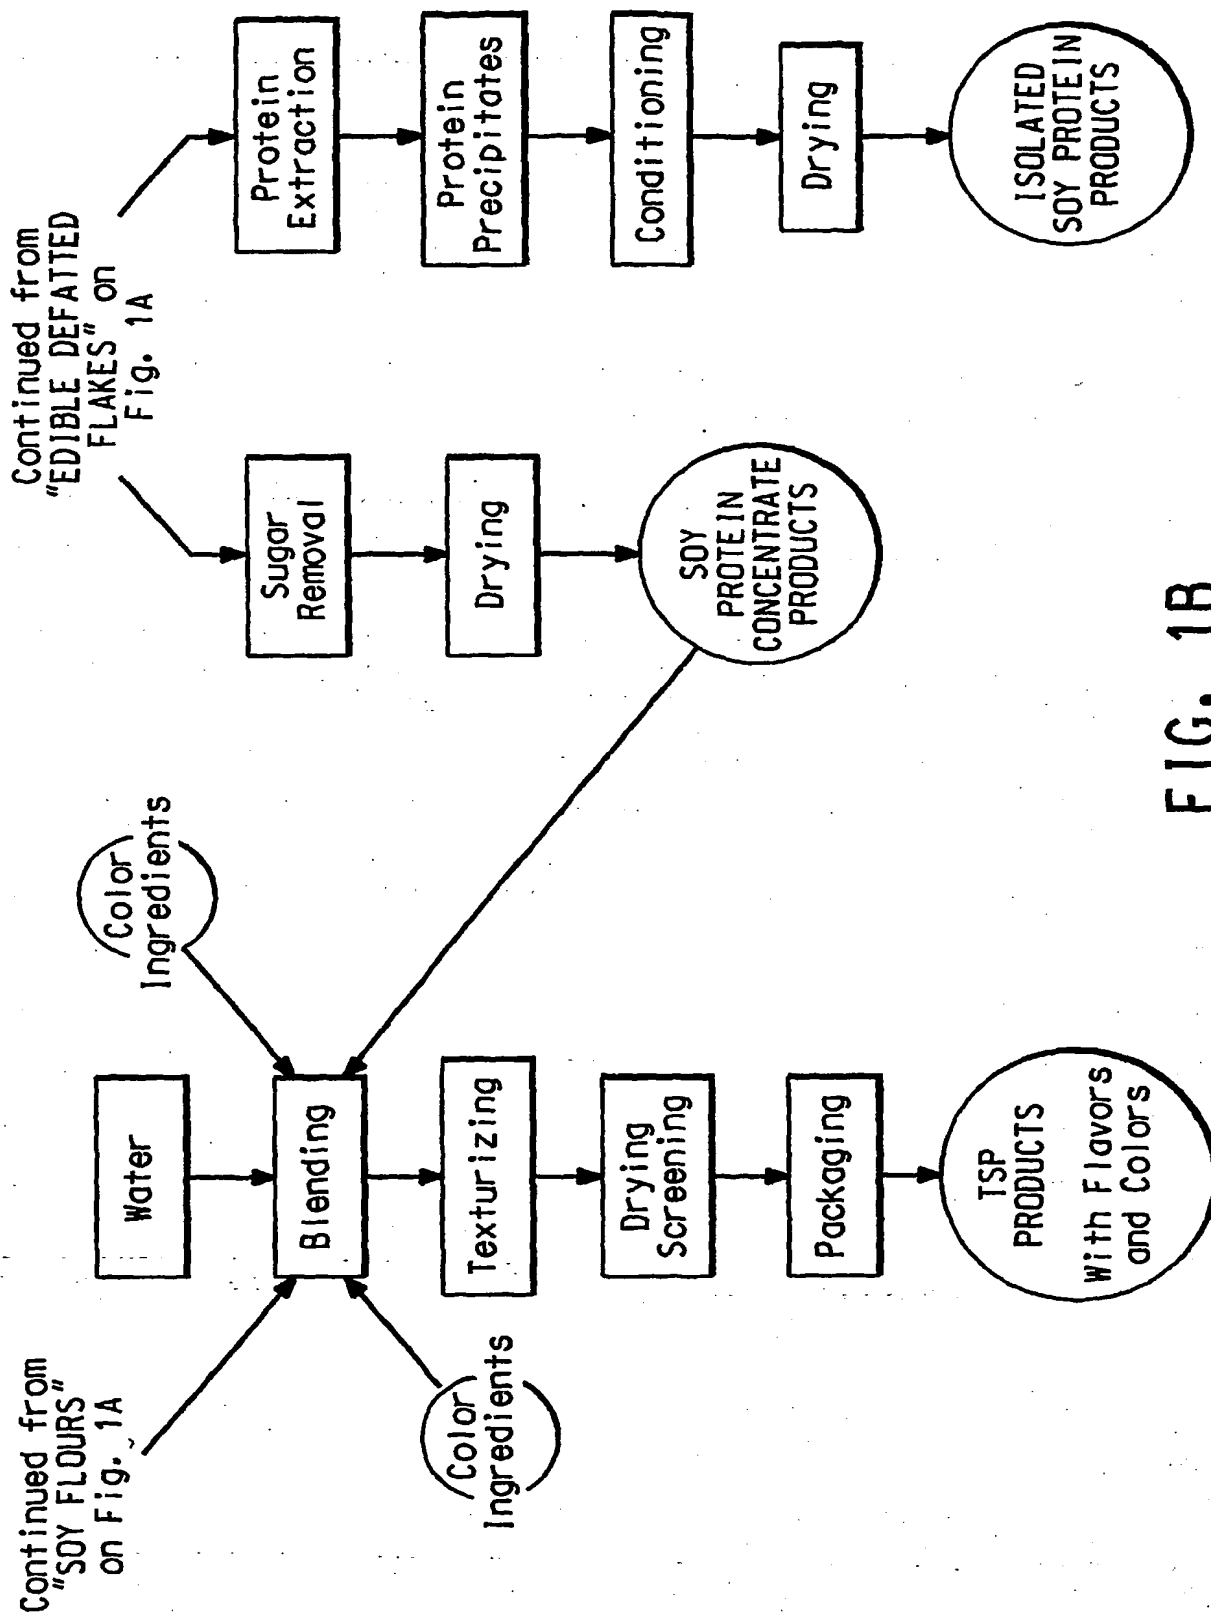 Continued from
"SOY FLOURS"
on Fig. 1A
Water
Color
Ingredients
Blending
Color
Ingredients
Texturizing
Drying
Screening
Packaging
TSP
PRODUCTS
With Flavors
and Colors
Continued from
"EDIBLE DEFATTED
FLAKES" on
Fig. 1A
Sugar
Removal
Drying
SOY
PROTEIN
CONCENTRATE
PRODUCTS
Protein
Extraction
Protein
Precipitates
Conditioning
Drying
ISOLATED
SOY PROTEIN
PRODUCTS
FIG. 1B